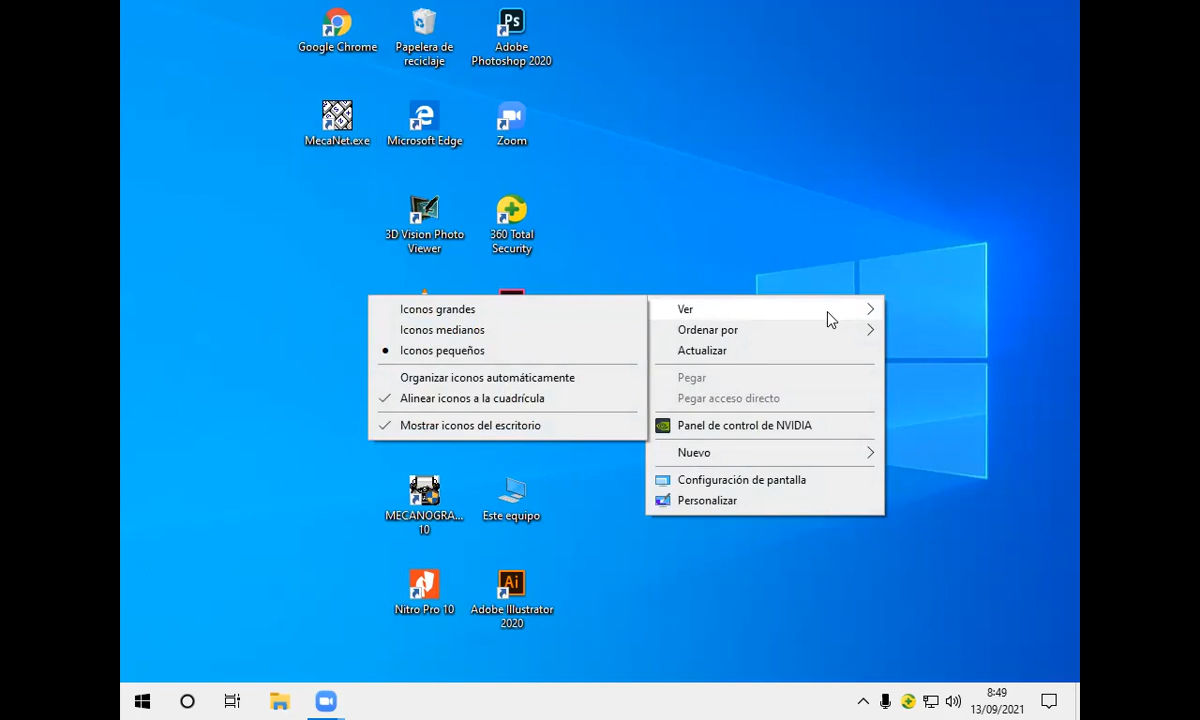 Google Chrome
Papelera de
reciclaje
Adobe
Photoshop 2020
MecaNet.exe
Microsoft Edge
Zoom
3D Vision Photo
Viewer
360 Total
Security
Iconos grandes
Iconos medianos
Iconos pequeños
Organizar iconos automáticamente
Alinear iconos a la cuadrícula
Mostrar iconos del escritorio
Ver
Ordenar por
Actualizar
Pegar
Pegar acceso directo
Panel de control de NVIDIA
Nuevo
Configuración de pantalla
Personalizar
MECANOGRA...
10
Este equipo
Nitro Pro 10
Adobe Illustrator
2020
Ps
Ai
8:49
13/09/2021